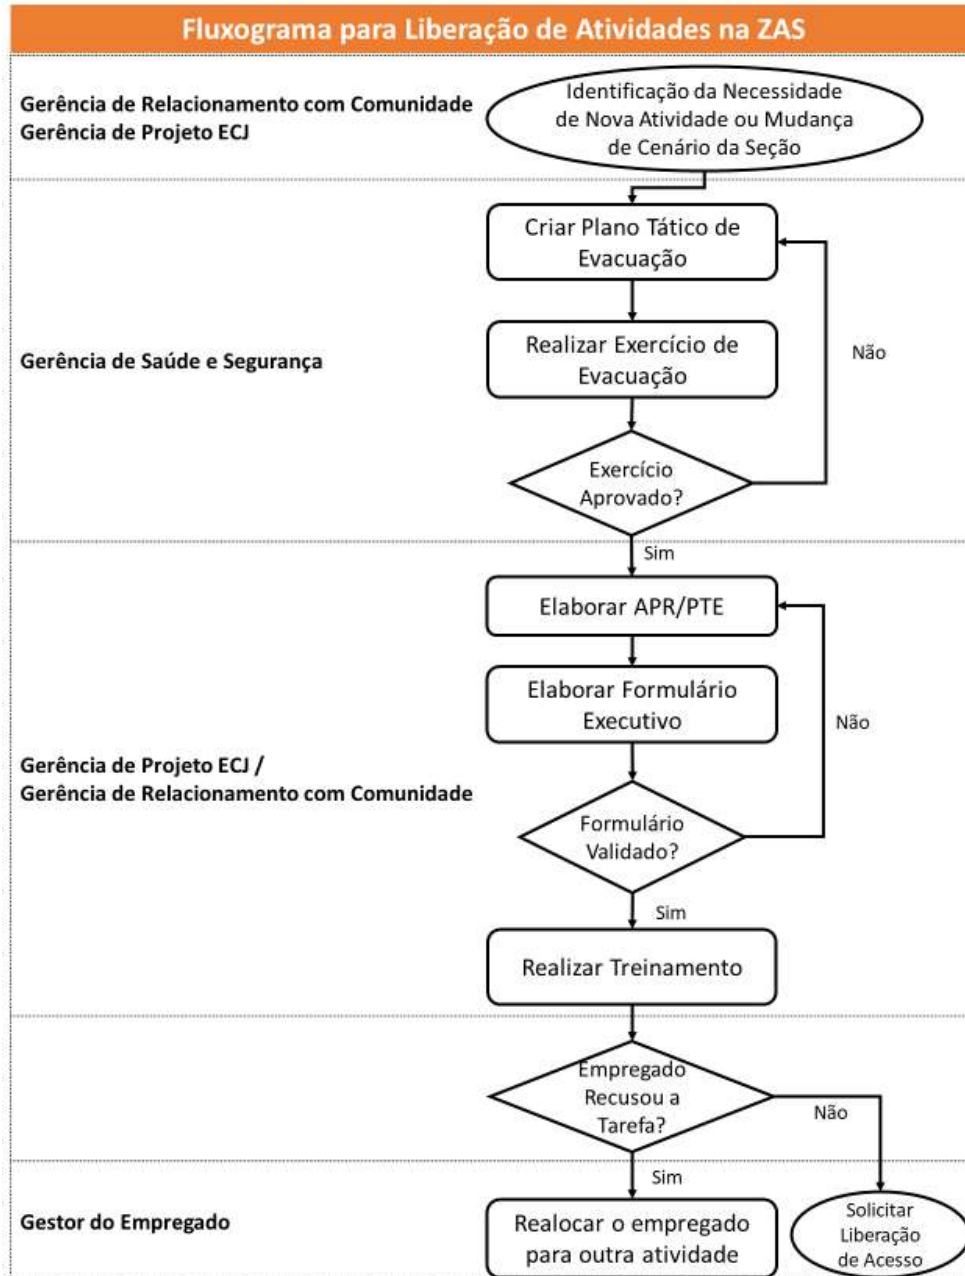 Fluxograma para Liberação de Atividades na ZAS
Gerência de Relacionamento com Comunidade
Gerência de Projeto ECJ
Identificação da Necessidade
de Nova Atividade ou Mudança
de Cenário da Seção
Gerência de Saúde e Segurança
Criar Plano Tático de
Evacuação
Realizar Exercício de
Evacuação
Não
Exercício
Aprovado?
Sim
Gerência de Projeto ECJ /
Gerência de Relacionamento com Comunidade
Elaborar APR/PTE
Elaborar Formulário
Executivo
Não
Formulário
Validado?
Sim
Realizar Treinamento
Empregado
Recusou a
Tarefa?
Não
Sim
Gestor do Empregado
Realocar o empregado
para outra atividade
Solicitar
Liberação
de Acesso